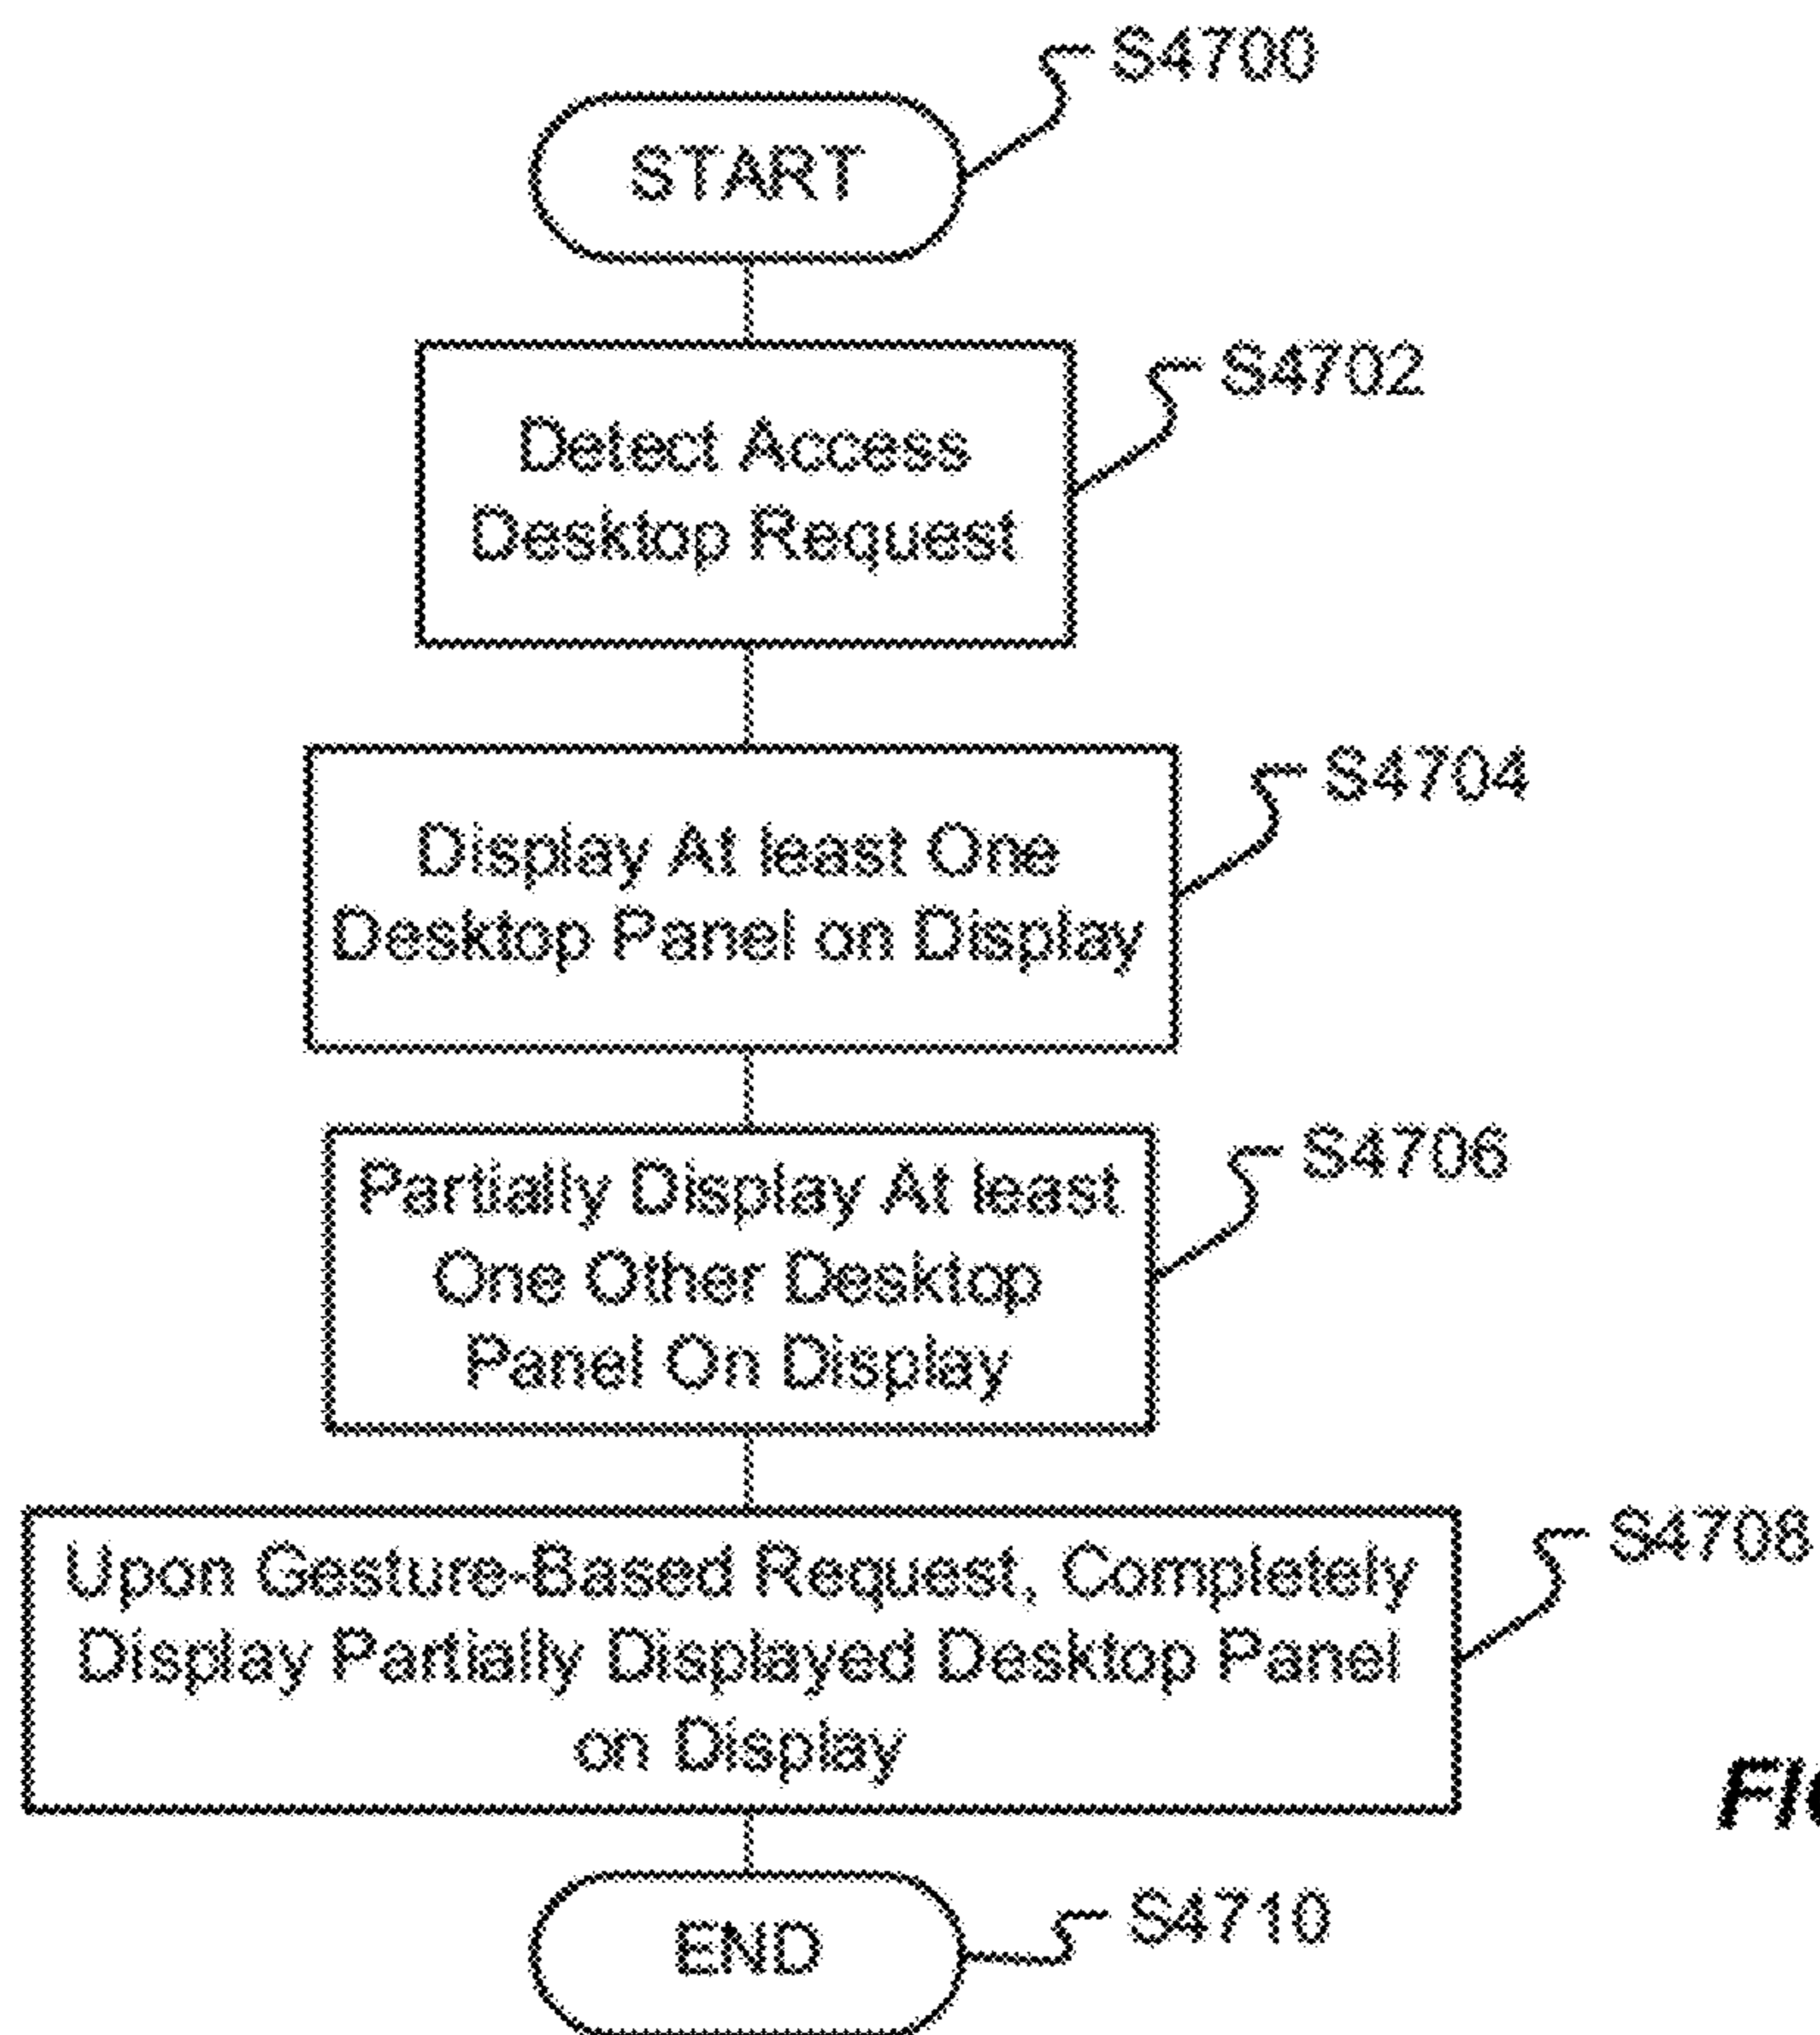 S4700
START
S4702
Detect Access
Desktop Request
S4704
Display At least One
Desktop Panel on Display
S4706
Partially Display At least
One Other Desktop
Panel On Display
S4708
Upon Gesture-Based Request, Completely
Display Partially Displayed Desktop Panel
on Display
END
S4710